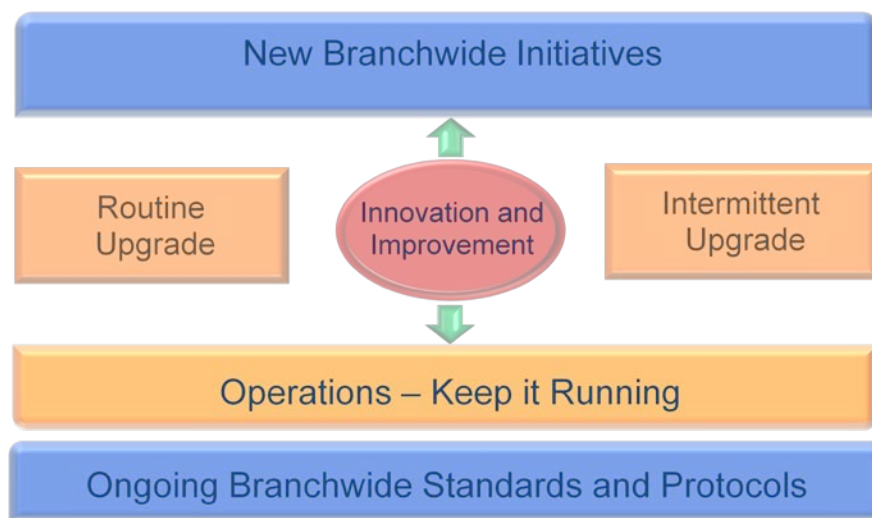 New Branchwide Initiatives
Routine
Upgrade
Innovation and
Improvement
Intermittent
Upgrade
Operations – Keep it Running
Ongoing Branchwide Standards and Protocols